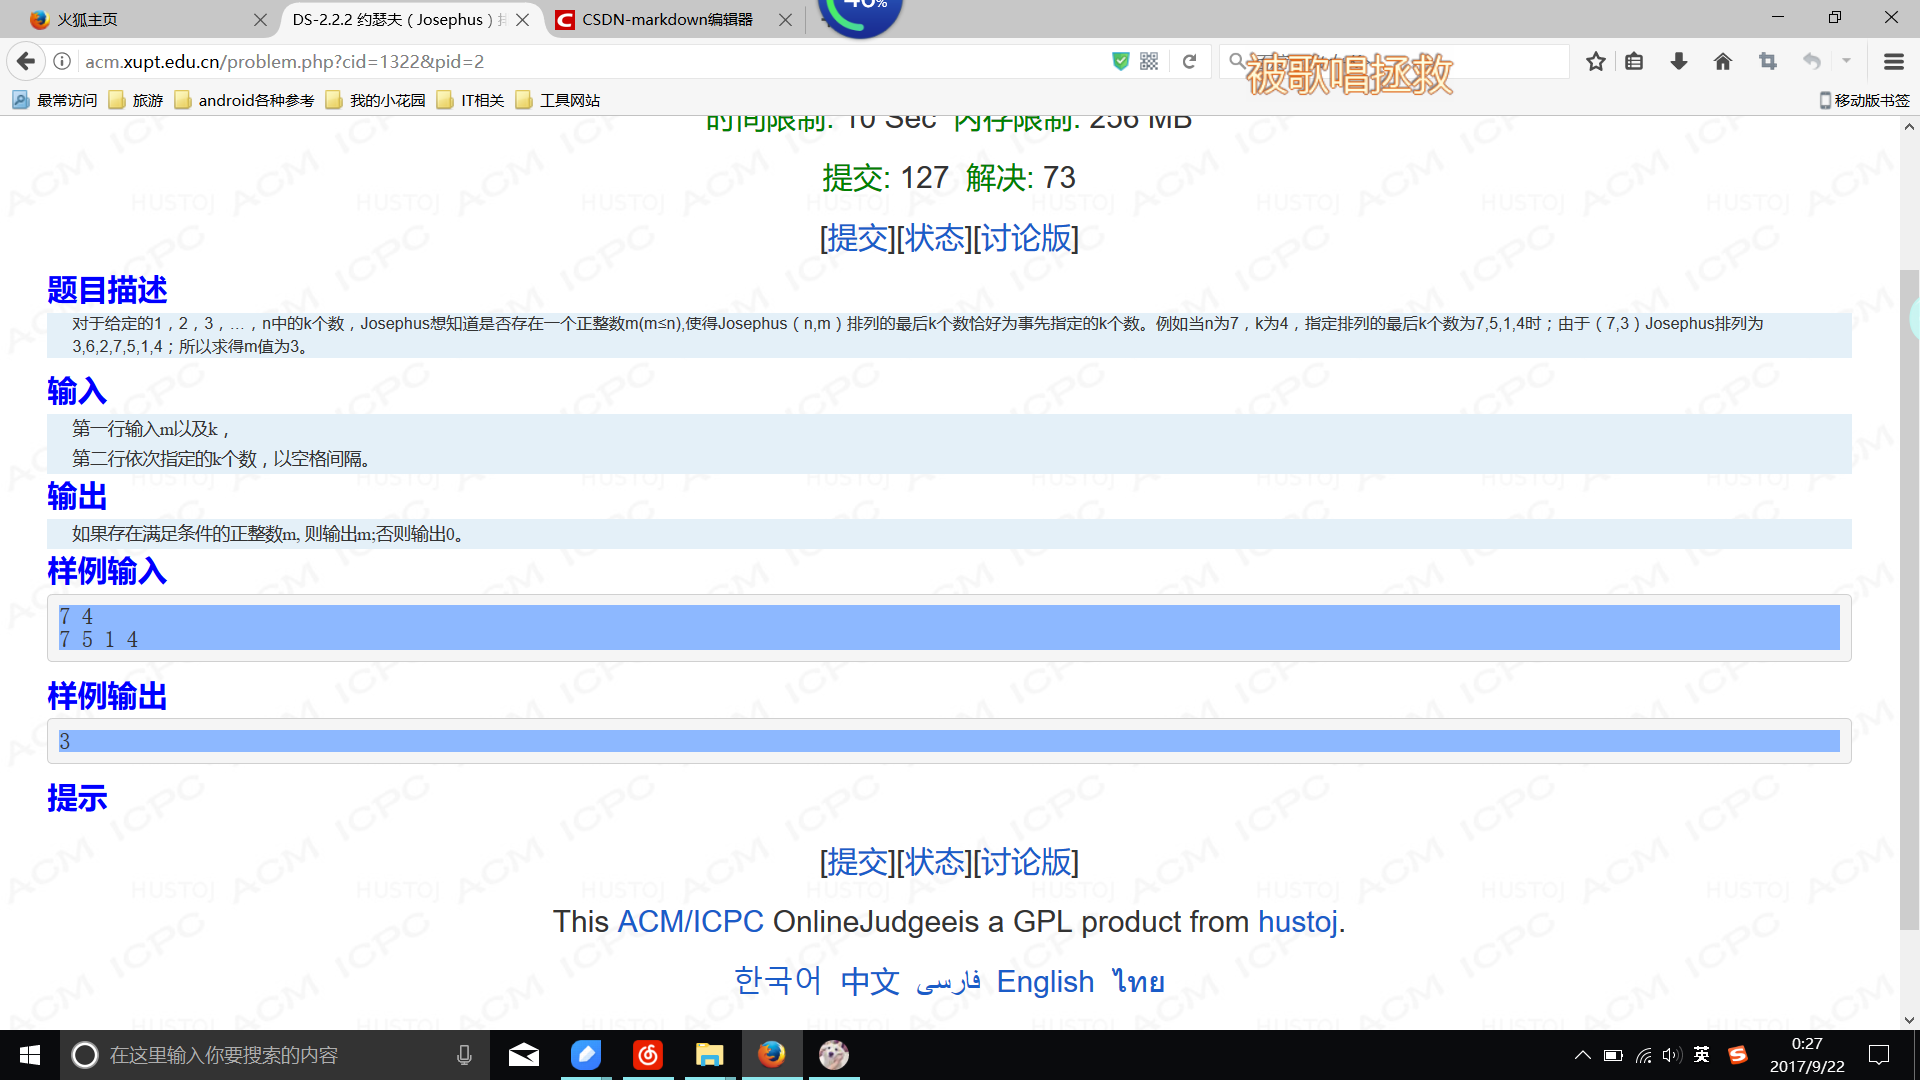 火狐主页
DS-2.2.2 约瑟夫（Josephus）排
CSDN-markdown编辑器
acm.xupt.edu.cn/problem.php?cid=1322&pid=2
被歌唱拯救
最常访问 旅游 android各种参考 我的小花园 IT相关 工具网站 移动版书签
时间限制: 10 Sec 内存限制: 256 MB
提交: 127 解决: 73
[提交][状态][讨论版]
题目描述
对于给定的1，2，3，…，n中的k个数，Josephus想知道是否存在一个正整数m(m≤n),使得Josephus（n,m）排列的最后k个数恰好为事先指定的k个数。例如当n为7，k为4，指定排列的最后k个数为7,5,1,4时；由于（7,3）Josephus排列为
3,6,2,7,5,1,4；所以求得m值为3。
输入
第一行输入m以及k，
第二行依次指定的k个数，以空格间隔。
输出
如果存在满足条件的正整数m, 则输出m;否则输出0。
样例输入
7 4
7 5 1 4
样例输出
3
提示
[提交][状态][讨论版]
This ACM/ICPC OnlineJudgeeis a GPL product from hustoj.
한국어 中文 فارسی English ไทย
在这里输入你要搜索的内容
英
0:27
2017/9/22